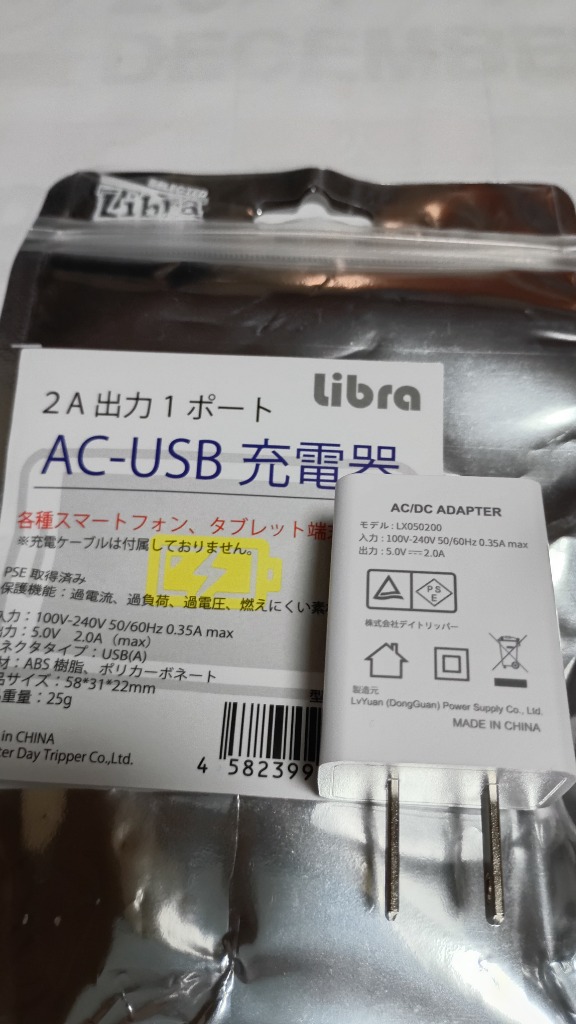 DECEMBER
SELECTED
Libra
Libra
2A 出力 1 ポート
AC-USB 充電器
各種スマートフォン、タブレット端
※充電ケーブルは付属しておりません。
PSE 取得済み
保護機能：過電流、過負荷、過電圧、燃えにくい素
入力：100V-240V 50/60Hz 0.35A max
出力：5.0V 2.0A（max）
ネクタタイプ：USB(A)
材：ABS 樹脂、ポリカーボネート
品サイズ：58*31*22mm
重量：25g
型
in CHINA
ter Day Tripper Co.,Ltd.
4 582399
AC/DC ADAPTER
モデル：LX050200
入力：100V-240V 50/60Hz 0.35A max
出力：5.0V⎓2.0A
PS
E
株式会社デイトリッパー
製造元
LvYuan (DongGuan) Power Supply Co., Ltd.
MADE IN CHINA